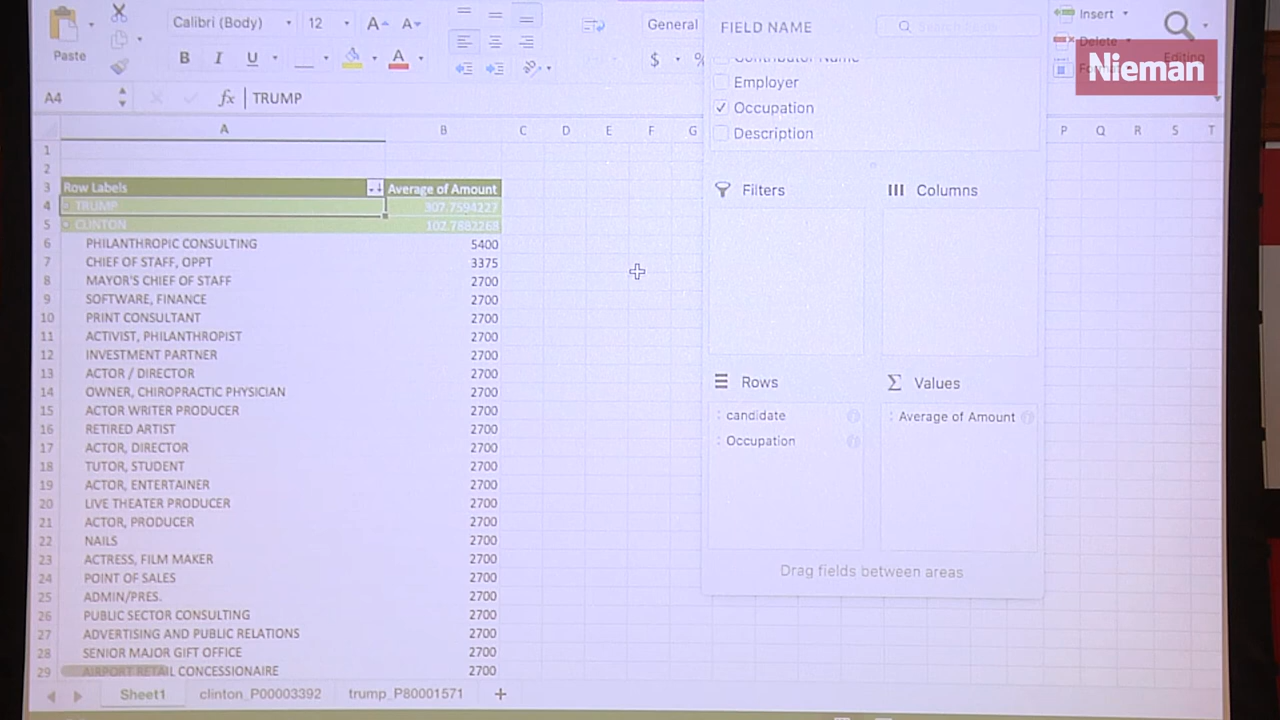 Calibri (Body)
12
A
A
General
Insert
Delete
Editing
Paste
B
I
U
A
$
%
Nieman
A4
fx
TRUMP
FIELD NAME
Contributor Name
Employer
Occupation
Description
Filters
Columns
Rows
Values
candidate
Occupation
Average of Amount
Drag fields between areas
A
B
C
D
E
F
G
P
Q
R
S
T
1
2
3 Row Labels Average of Amount
4 TRUMP 307.7594227
5 CLINTON 102.7882268
6 PHILANTHROPIC CONSULTING 5400
7 CHIEF OF STAFF, OPPT 3375
8 MAYOR'S CHIEF OF STAFF 2700
9 SOFTWARE, FINANCE 2700
10 PRINT CONSULTANT 2700
11 ACTIVIST, PHILANTHROPIST 2700
12 INVESTMENT PARTNER 2700
13 ACTOR / DIRECTOR 2700
14 OWNER, CHIROPRACTIC PHYSICIAN 2700
15 ACTOR WRITER PRODUCER 2700
16 RETIRED ARTIST 2700
17 ACTOR, DIRECTOR 2700
18 TUTOR, STUDENT 2700
19 ACTOR, ENTERTAINER 2700
20 LIVE THEATER PRODUCER 2700
21 ACTOR, PRODUCER 2700
22 NAILS 2700
23 ACTRESS, FILM MAKER 2700
24 POINT OF SALES 2700
25 ADMIN/PRES. 2700
26 PUBLIC SECTOR CONSULTING 2700
27 ADVERTISING AND PUBLIC RELATIONS 2700
28 SENIOR MAJOR GIFT OFFICE 2700
29 AIRPORT RETAIL CONCESSIONAIRE 2700
Sheet1
clinton_P00003392
trump_P80001571
+